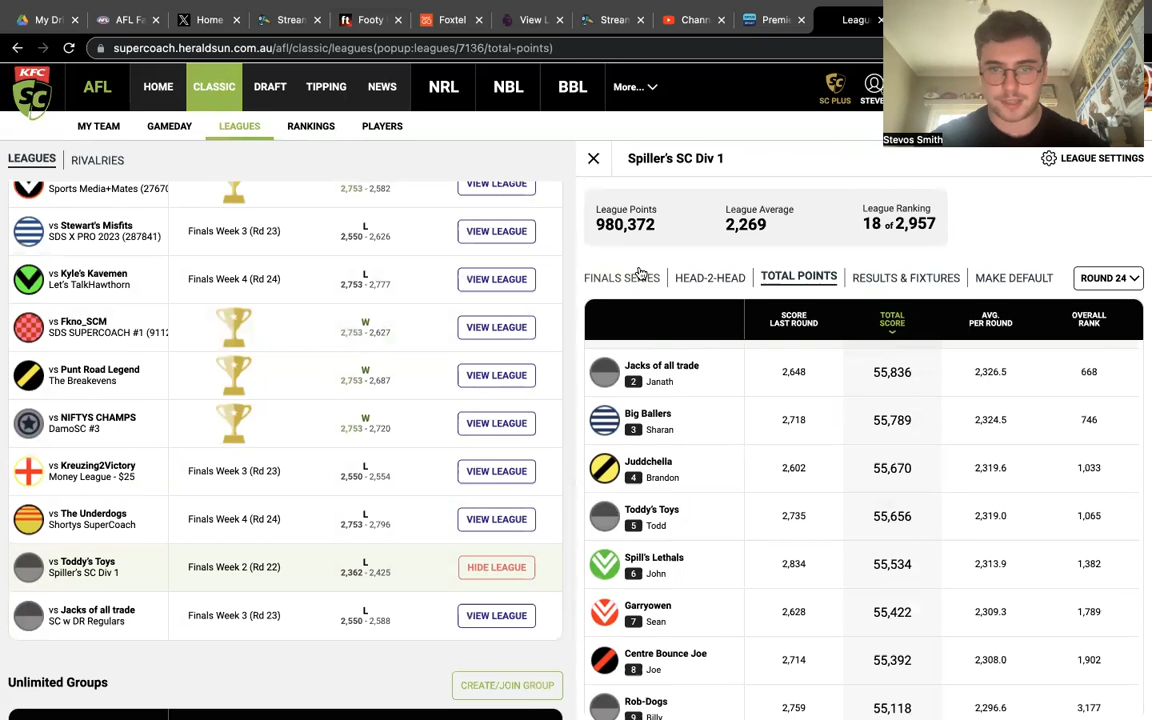 My Dri
AFL Fa
Home
Stream
Footy
Foxtel
View L
Stream
Chann
Premie
Leagu
supercoach.heraldsun.com.au/afl/classic/leagues(popup:leagues/7136/total-points)
KFC
SC
AFL
HOME
CLASSIC
DRAFT
TIPPING
NEWS
NRL
NBL
BBL
More...
SC PLUS
STEVE
MY TEAM
GAMEDAY
LEAGUES
RANKINGS
PLAYERS
Stevos Smith
LEAGUES
RIVALRIES
Sports Media+Mates (27670
2,753 - 2,582
VIEW LEAGUE
vs Stewart's Misfits
SDS X PRO 2023 (287841)
Finals Week 3 (Rd 23)
L
2,550 - 2,626
VIEW LEAGUE
vs Kyle's Kavemen
Let's TalkHawthorn
Finals Week 4 (Rd 24)
L
2,753 - 2,777
VIEW LEAGUE
vs Fkno_SCM
SDS SUPERCOACH #1 (9112
W
2,753 - 2,627
VIEW LEAGUE
vs Punt Road Legend
The Breakevens
W
2,753 - 2,687
VIEW LEAGUE
vs NIFTYS CHAMPS
DamoSC #3
W
2,753 - 2,720
VIEW LEAGUE
vs Kreuzing2Victory
Money League - $25
Finals Week 3 (Rd 23)
L
2,550 - 2,554
VIEW LEAGUE
vs The Underdogs
Shortys SuperCoach
Finals Week 4 (Rd 24)
L
2,753 - 2,796
VIEW LEAGUE
vs Toddy's Toys
Spiller's SC Div 1
Finals Week 2 (Rd 22)
L
2,362 - 2,425
HIDE LEAGUE
vs Jacks of all trade
SC w DR Regulars
Finals Week 3 (Rd 23)
L
2,550 - 2,588
VIEW LEAGUE
Unlimited Groups
CREATE/JOIN GROUP
Spiller's SC Div 1
LEAGUE SETTINGS
League Points
980,372
League Average
2,269
League Ranking
18 of 2,957
FINALS SERIES
HEAD-2-HEAD
TOTAL POINTS
RESULTS & FIXTURES
MAKE DEFAULT
ROUND 24
SCORE LAST ROUND
TOTAL SCORE
AVG. PER ROUND
OVERALL RANK
Jacks of all trade
2 Janath
2,648
55,836
2,326.5
668
Big Ballers
3 Sharan
2,718
55,789
2,324.5
746
Juddchella
4 Brandon
2,602
55,670
2,319.6
1,033
Toddy's Toys
5 Todd
2,735
55,656
2,319.0
1,065
Spill's Lethals
6 John
2,834
55,534
2,313.9
1,382
Garryowen
7 Sean
2,628
55,422
2,309.3
1,789
Centre Bounce Joe
8 Joe
2,714
55,392
2,308.0
1,902
Rob-Dogs
9 Billy
2,759
55,118
2,296.6
3,177